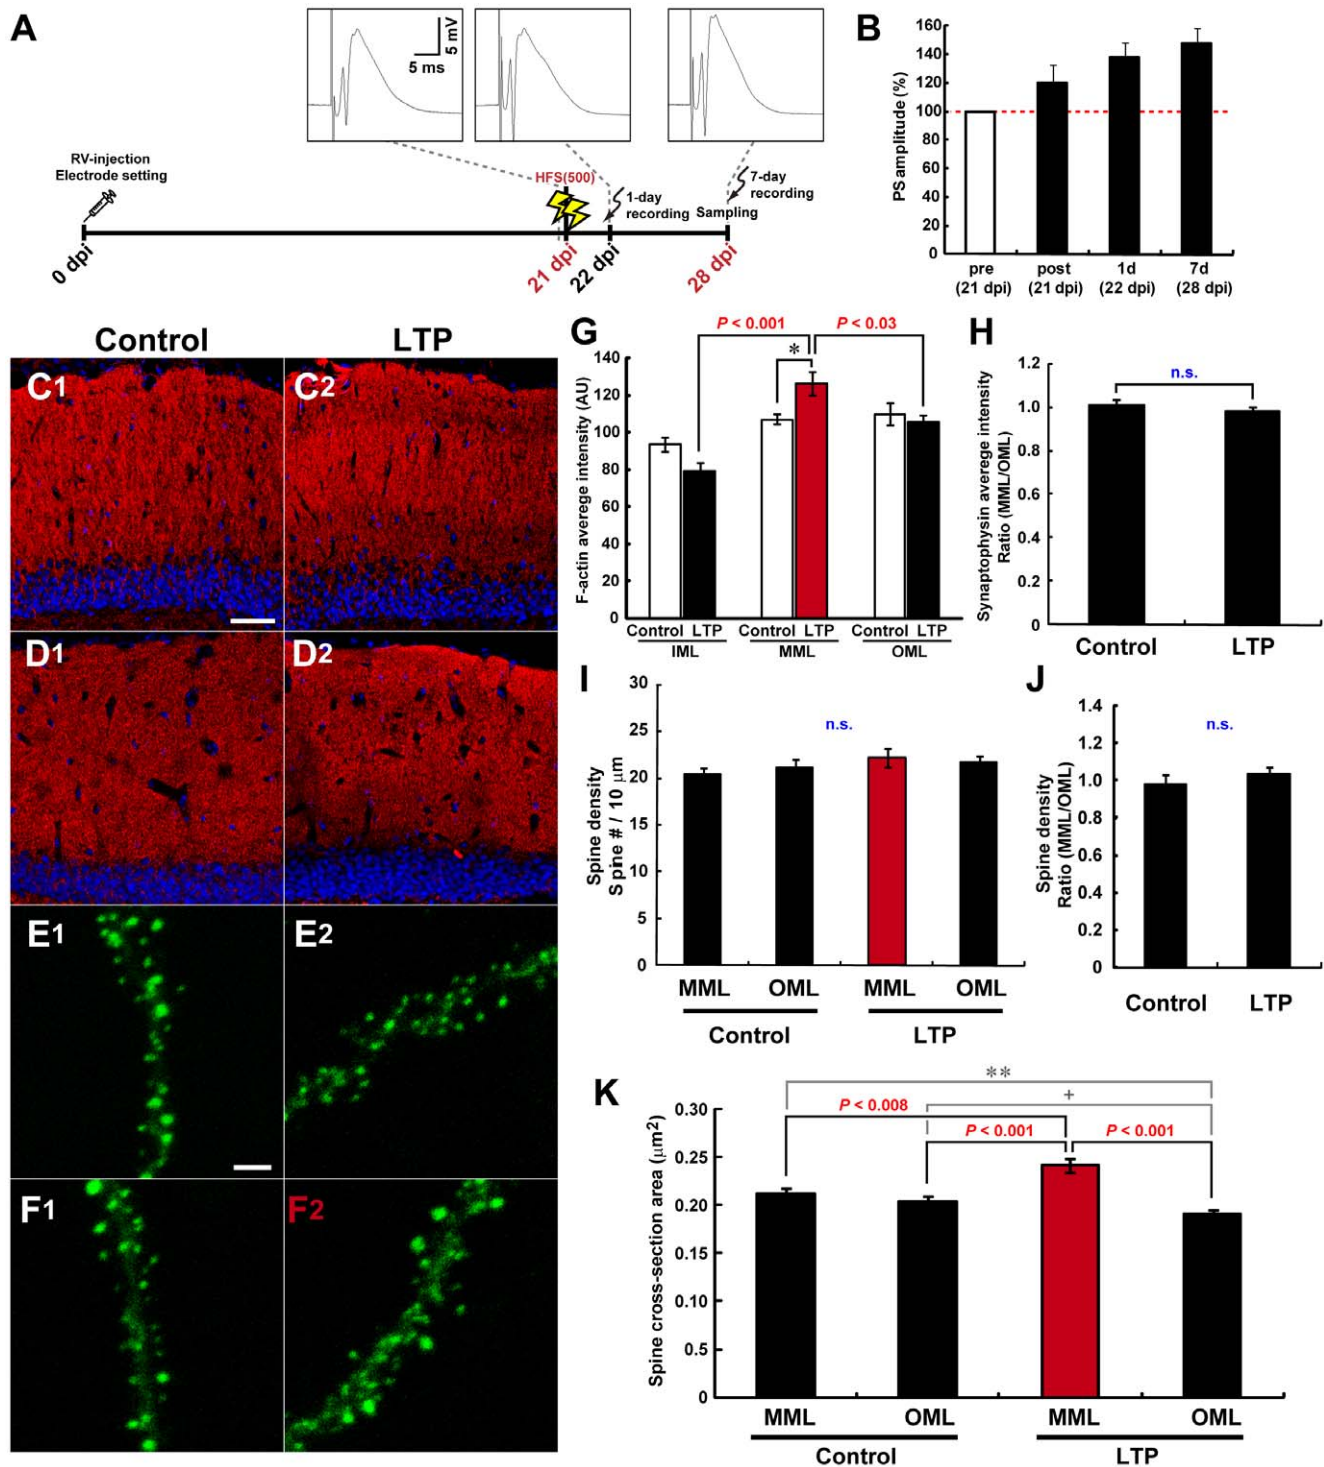 A
5 mV
5 ms
RV-injection
Electrode setting
HFS(500)
1-day
recording
7-day
recording
Sampling
0 dpi
21 dpi
22 dpi
28 dpi
B
PS amplitude (%)
160
140
120
100
80
60
40
20
0
pre
(21 dpi)
post
(21 dpi)
1d
(22 dpi)
7d
(28 dpi)
Control
LTP
C1
C2
D1
D2
E1
E2
F1
F2
G
P < 0.001
P < 0.03
*
F-actin averege intensity (AU)
140
120
100
80
60
40
20
0
Control LTP
IML
Control LTP
MML
Control LTP
OML
H
Synaptophysin averege intensity
Ratio (MML/OML)
1.2
1.0
0.8
0.6
0.4
0.2
0
n.s.
Control
LTP
I
Spine density
Spine # / 10 μm
30
25
20
15
10
5
0
n.s.
MML
OML
MML
OML
Control
LTP
J
Spine density
Ratio (MML/OML)
1.4
1.2
1.0
0.8
0.6
0.4
0.2
0
n.s.
Control
LTP
K
Spine cross-section area (μm²)
0.30
0.25
0.20
0.15
0.10
0.5
0
**
+
P < 0.008
P < 0.001
P < 0.001
MML
OML
MML
OML
Control
LTP